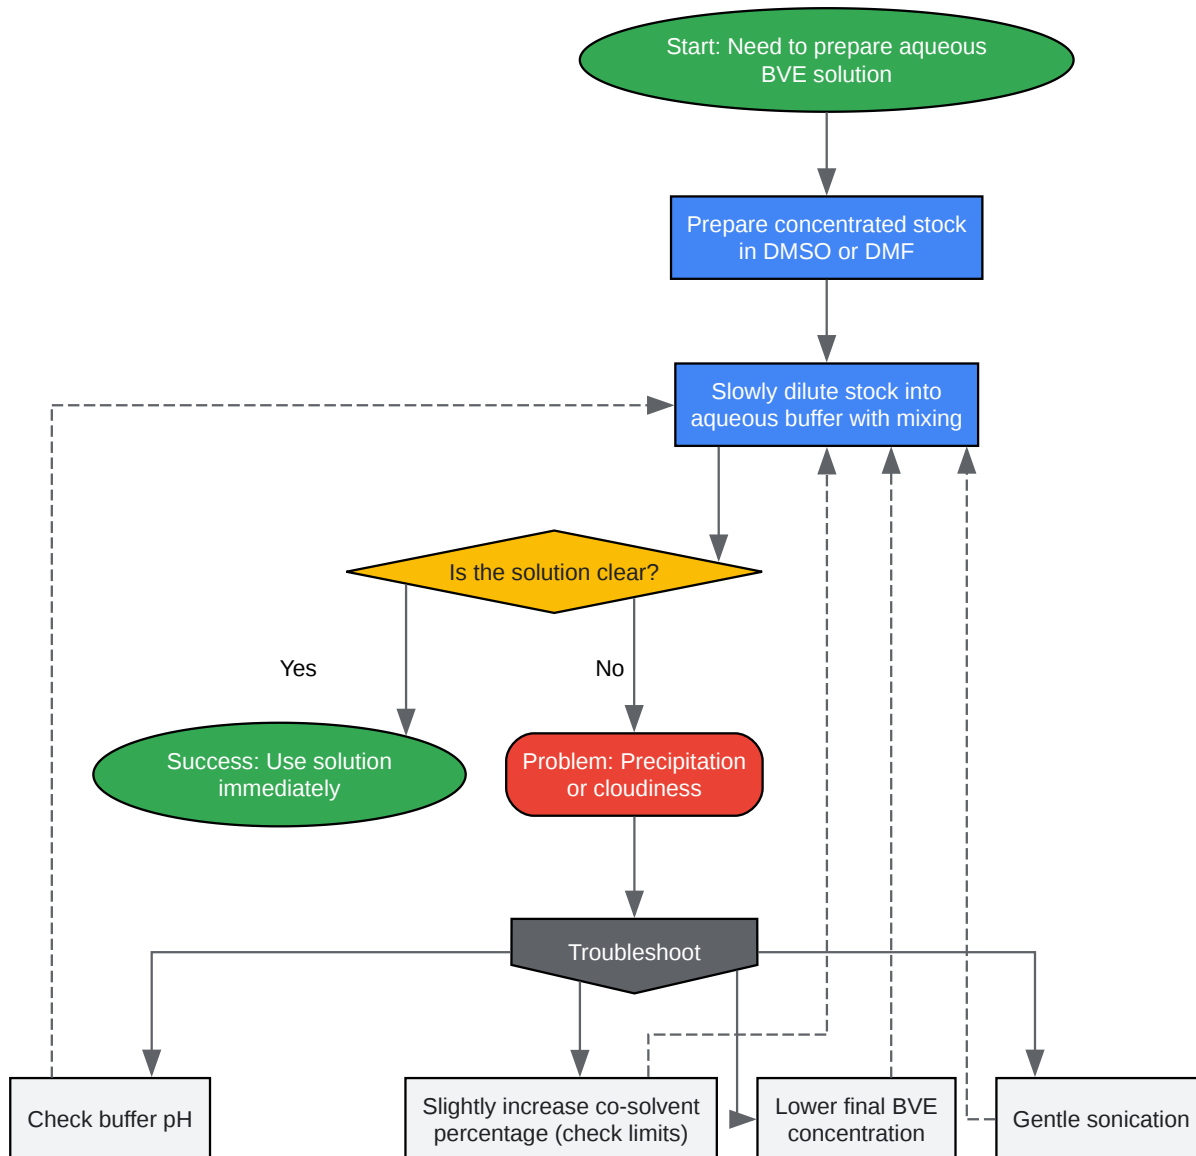 Start: Need to prepare aqueous
BVE solution
Prepare concentrated stock
in DMSO or DMF
Slowly dilute stock into
aqueous buffer with mixing
Is the solution clear?
Yes
No
Success: Use solution
immediately
Problem: Precipitation
or cloudiness
Troubleshoot
Check buffer pH
Slightly increase co-solvent
percentage (check limits)
Lower final BVE
concentration
Gentle sonication